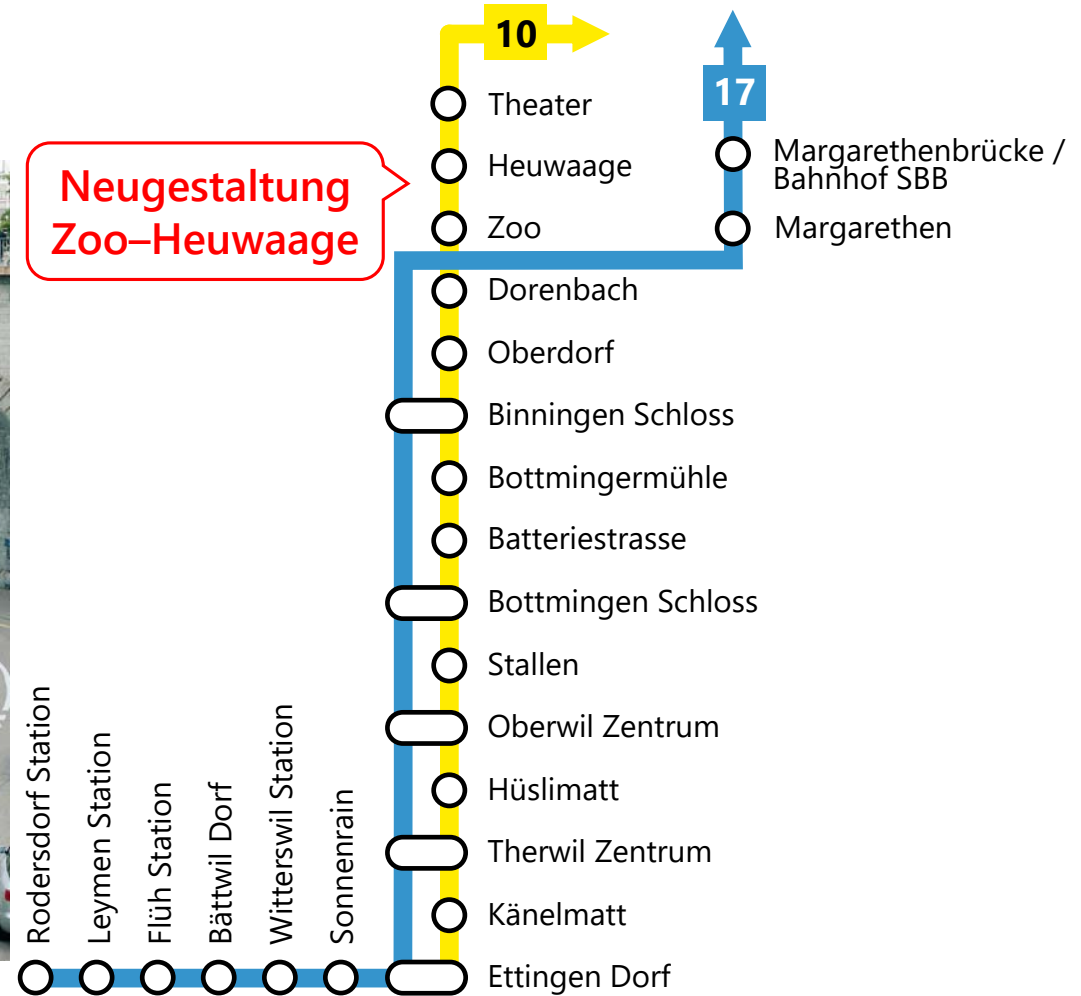 10
17
Theater
Heuwaage
Zoo
Margarethenbrücke /
Bahnhof SBB
Margarethen
Neugestaltung
Zoo–Heuwaage
Dorenbach
Oberdorf
Binningen Schloss
Bottmingermühle
Batteriestrasse
Bottmingen Schloss
Stallen
Oberwil Zentrum
Hüslimatt
Therwil Zentrum
Känelmatt
Ettingen Dorf
Rodersdorf Station
Leymen Station
Flüh Station
Bättwil Dorf
Witterswil Station
Sonnenrain